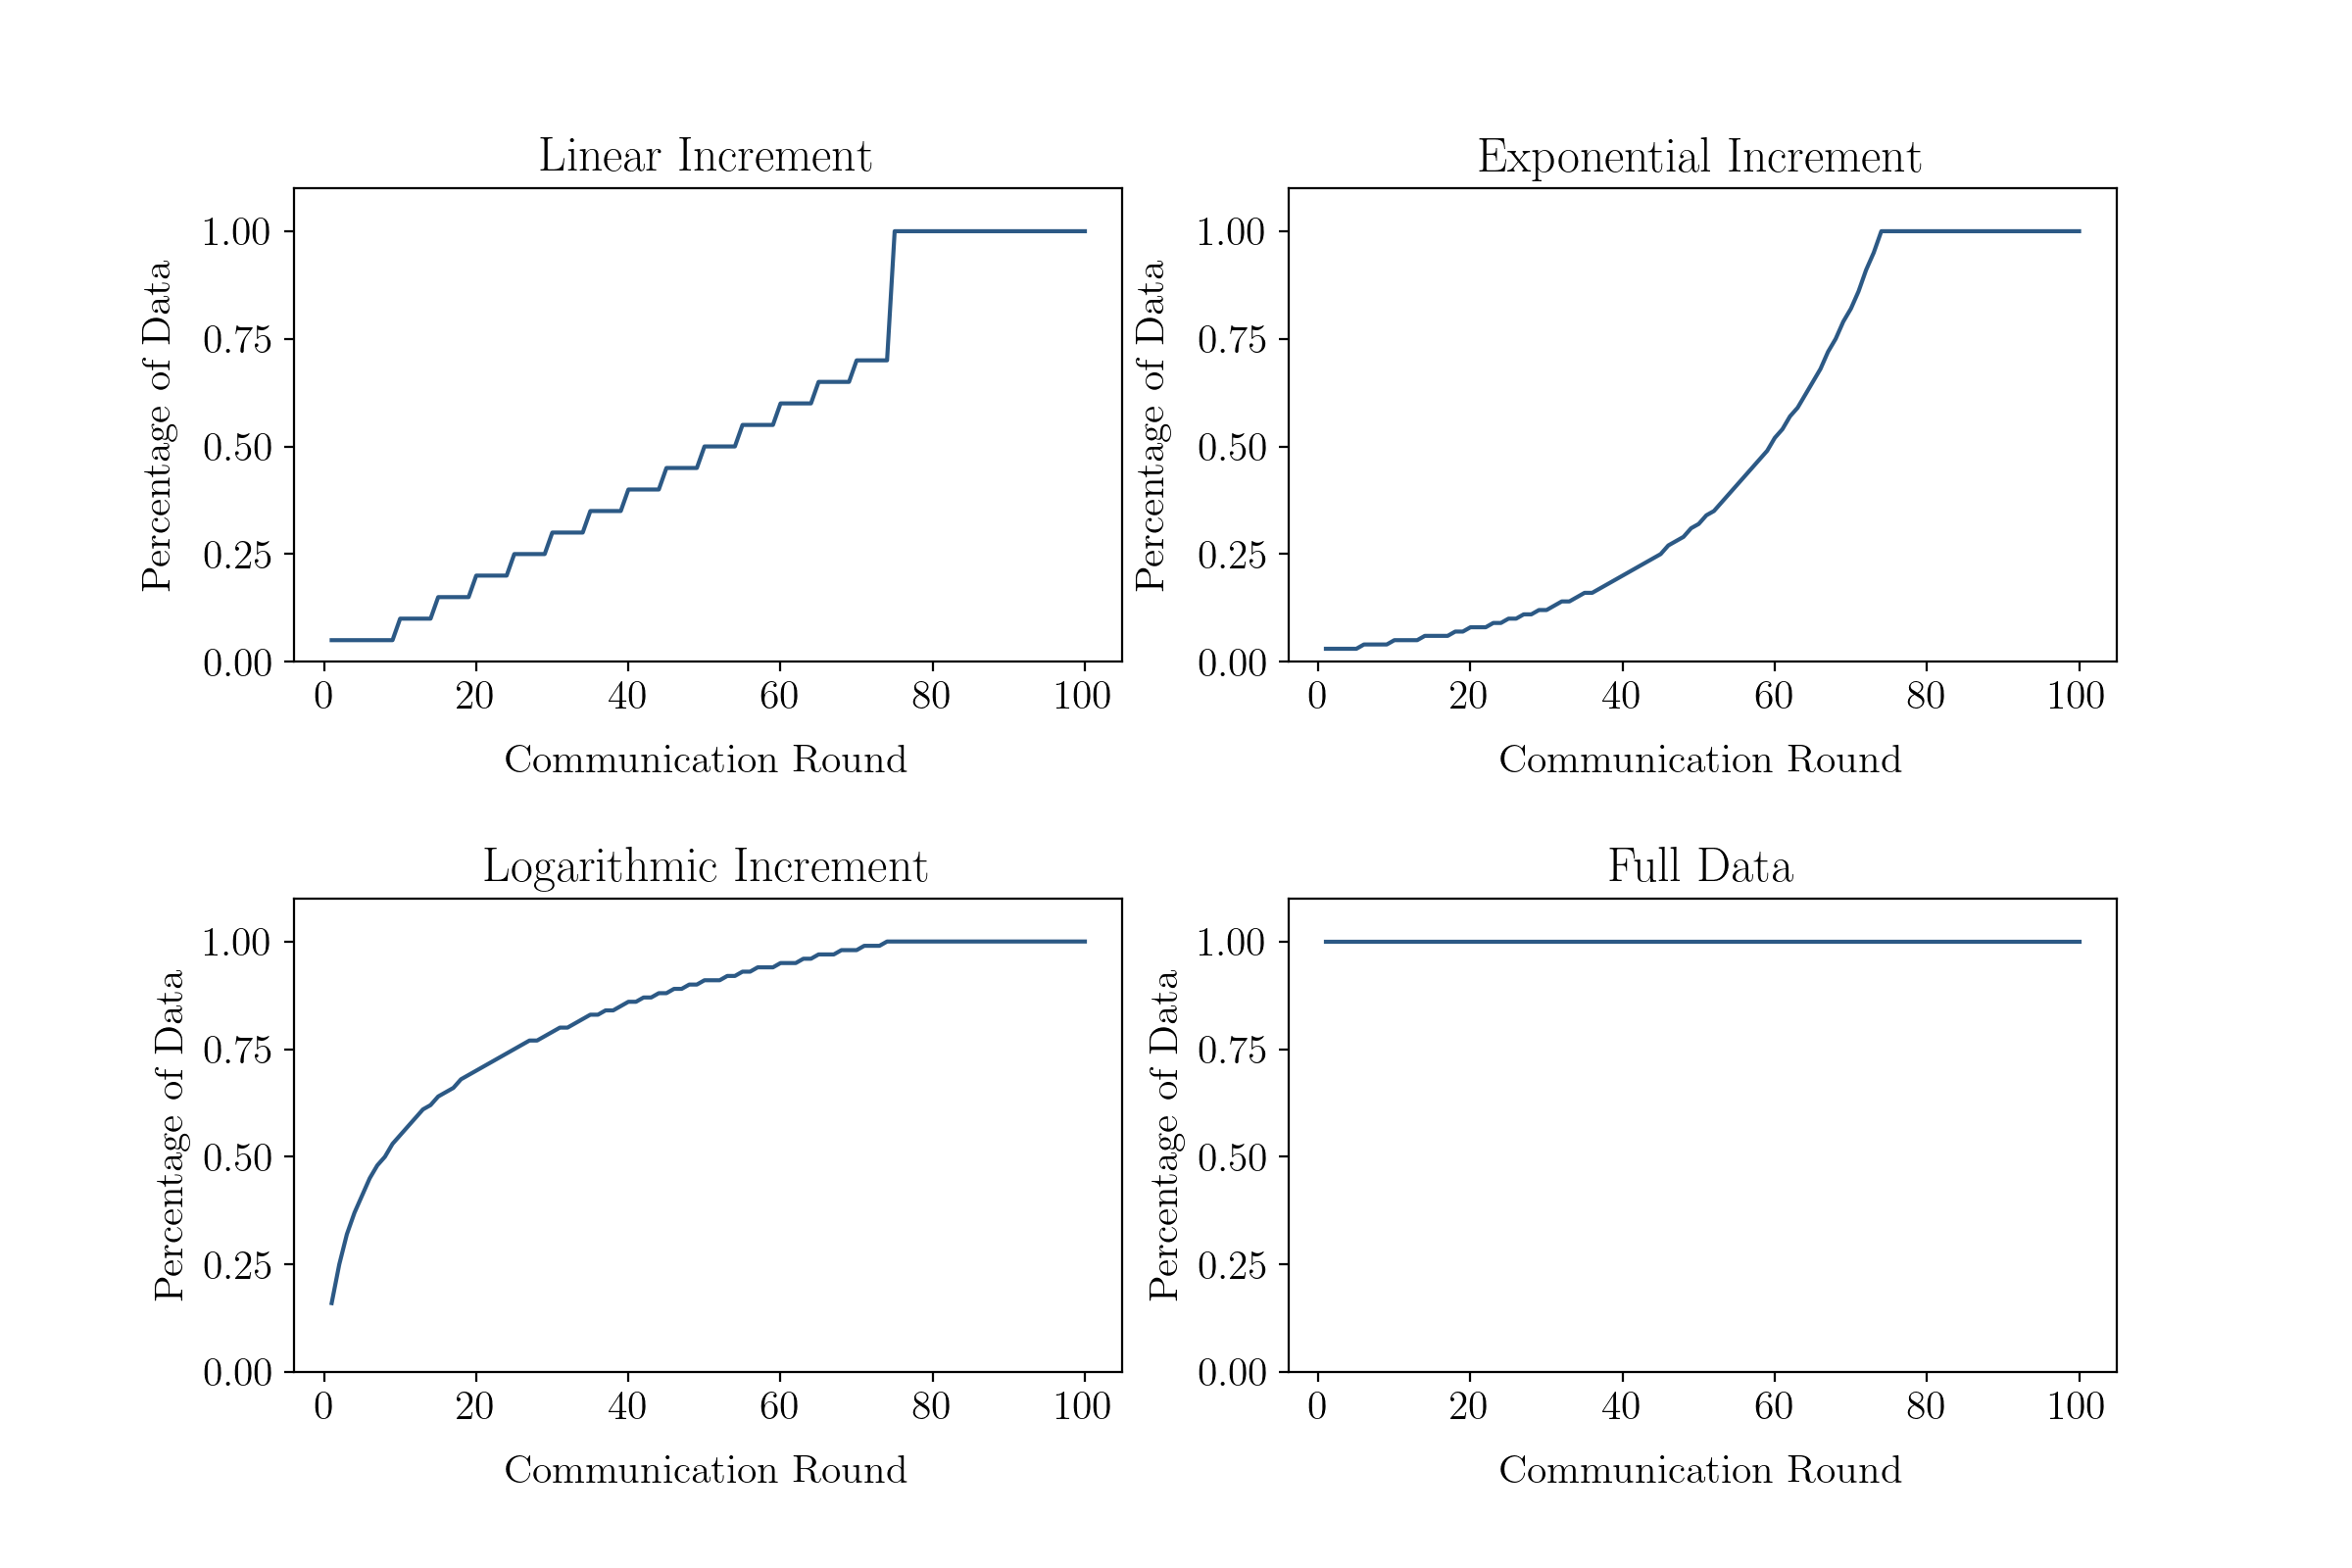 Linear Increment
Percentage of Data
1.00
0.75
0.50
0.25
0.00
0 20 40 60 80 100
Communication Round
Exponential Increment
Percentage of Data
1.00
0.75
0.50
0.25
0.00
0 20 40 60 80 100
Communication Round
Logarithmic Increment
Percentage of Data
1.00
0.75
0.50
0.25
0.00
0 20 40 60 80 100
Communication Round
Full Data
Percentage of Data
1.00
0.75
0.50
0.25
0.00
0 20 40 60 80 100
Communication Round